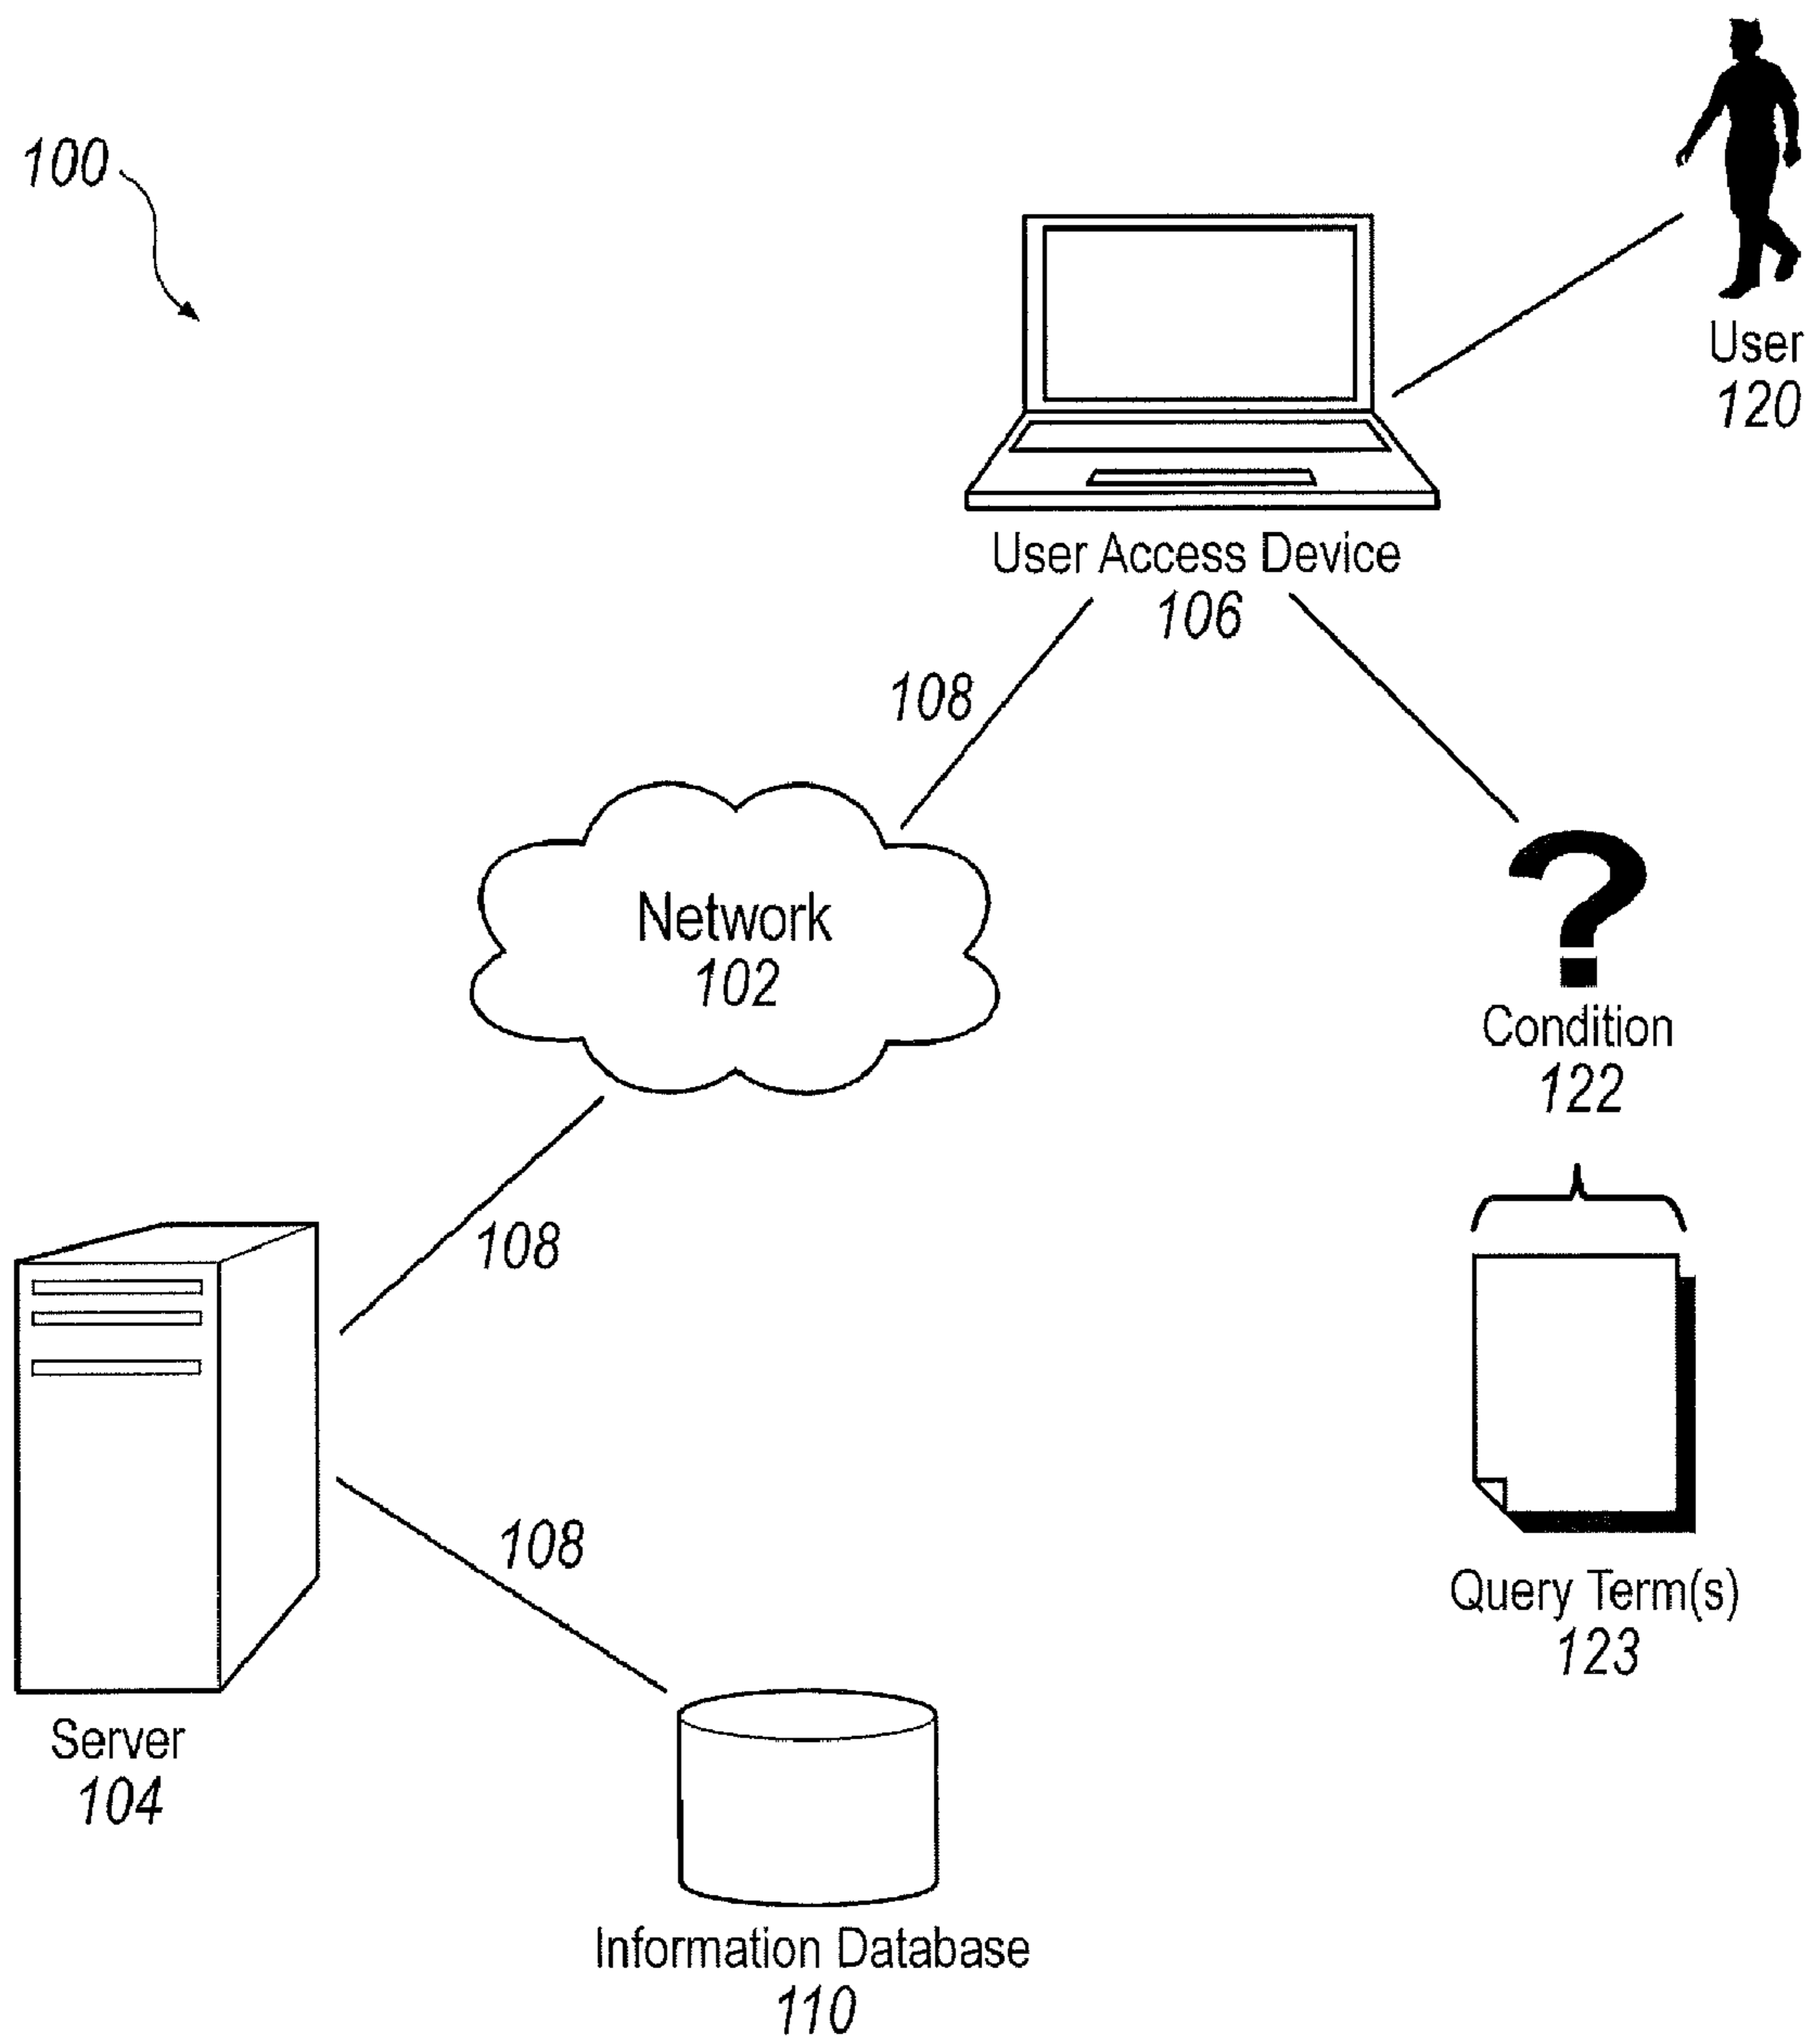 100
User
120
User Access Device
106
108
Network
102
Condition
122
108
108
Query Term(s)
123
Server
104
Information Database
110